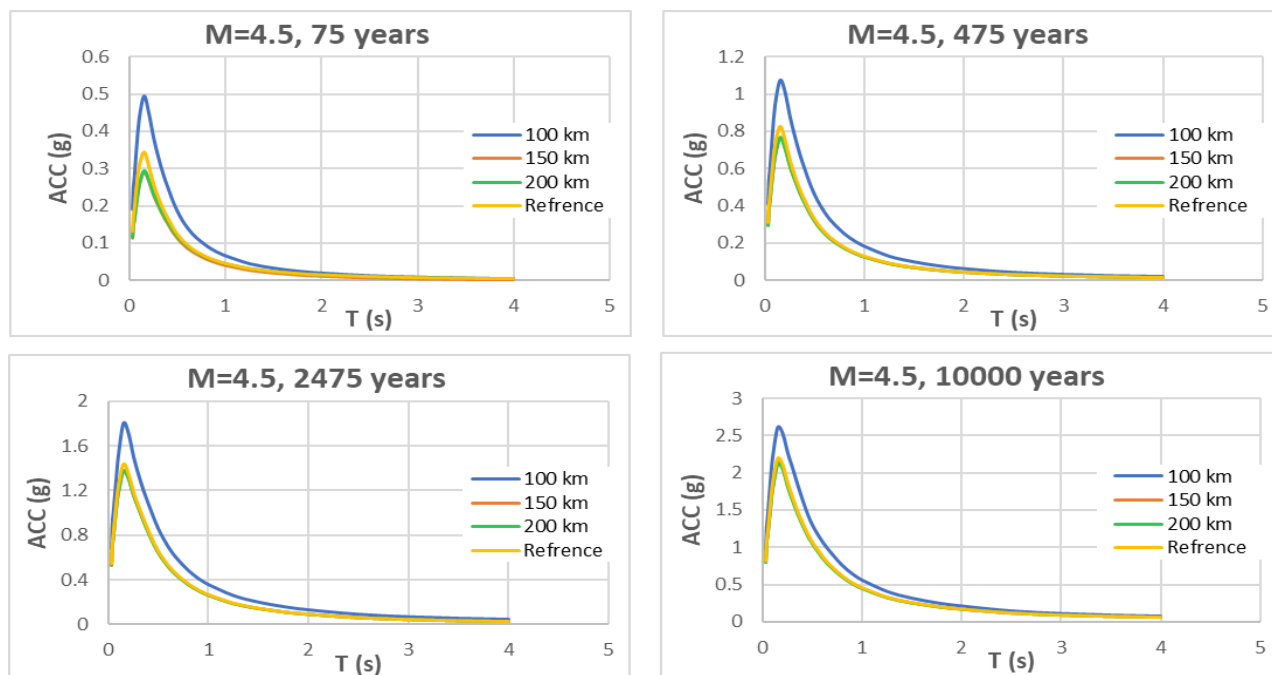 M=4.5, 75 years
0.6
0.5
0.4
0.3
0.2
0.1
0
ACC (g)
100 km
150 km
200 km
Refrence
0 1 2 3 4 5
T (s)
M=4.5, 475 years
1.2
1
0.8
0.6
0.4
0.2
0
ACC (g)
100 km
150 km
200 km
Refrence
0 1 2 3 4 5
T (s)
M=4.5, 2475 years
2
1.6
1.2
0.8
0.4
0
ACC (g)
100 km
150 km
200 km
Refrence
0 1 2 3 4 5
T (s)
M=4.5, 10000 years
3
2.5
2
1.5
1
0.5
0
ACC (g)
100 km
150 km
200 km
Refrence
0 1 2 3 4 5
T (s)